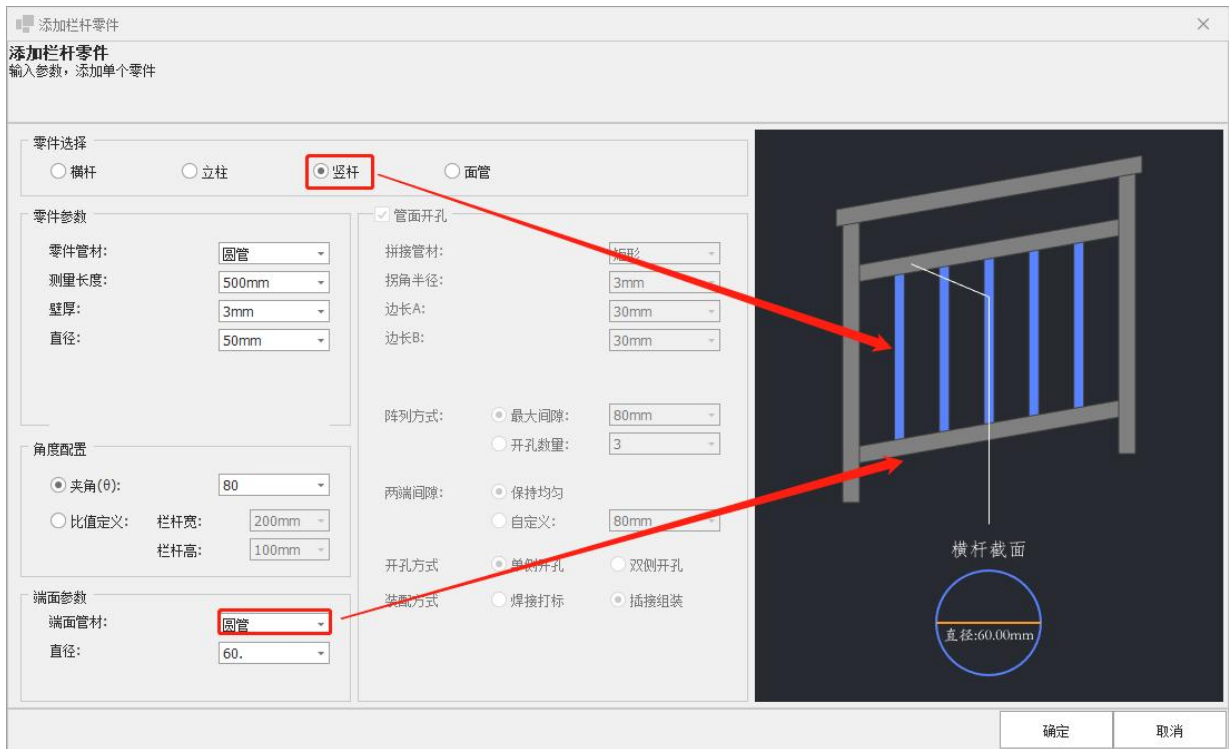 添加栏杆零件
添加栏杆零件
输入参数，添加单个零件
零件选择
横杆 立柱 竖杆 面管
零件参数
零件管材: 圆管
测量长度: 500mm
壁厚: 3mm
直径: 50mm
管面开孔
拼接管材: 矩形
拐角半径: 3mm
边长A: 30mm
边长B: 30mm
阵列方式: 最大间隙: 80mm
开孔数量: 3
两端间隙: 保持均匀
自定义: 80mm
开孔方式 单侧开孔 双侧开孔
装配方式 焊接打标 插接组装
角度配置
夹角(θ): 80
比值定义: 栏杆宽: 200mm
栏杆高: 100mm
端面参数
端面管材: 圆管
直径: 60.
横杆截面
直径:60.00mm
确定 取消